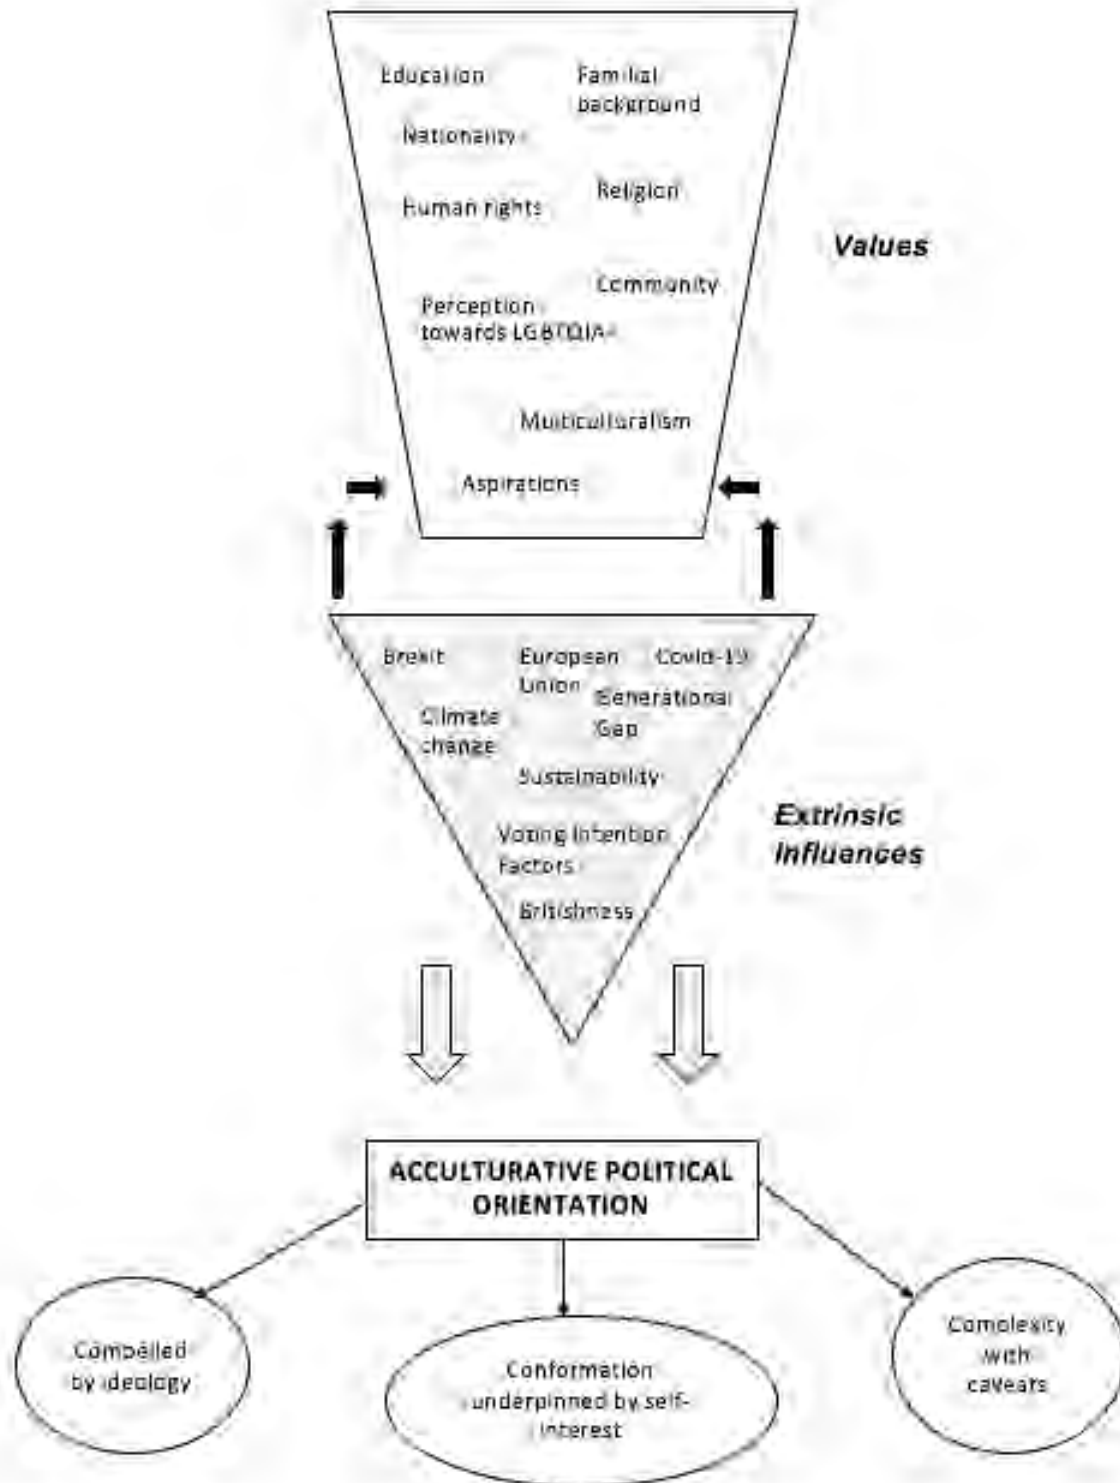 Education
Familial
background
Nationality
Religion
Human rights
Values
Community
Perception
towards LGBTQIA+
Multiculturalism
Aspirations
Brexit
European
Union
Covid-19
Generational
Gap
Climate
change
Sustainability
Extrinsic
Influences
Voting Intention
Factors
Britishness
ACCULTURATIVE POLITICAL
ORIENTATION
Compelled
by ideology
Conformation
underpinned by self-
interest
Complexity
with
caveats